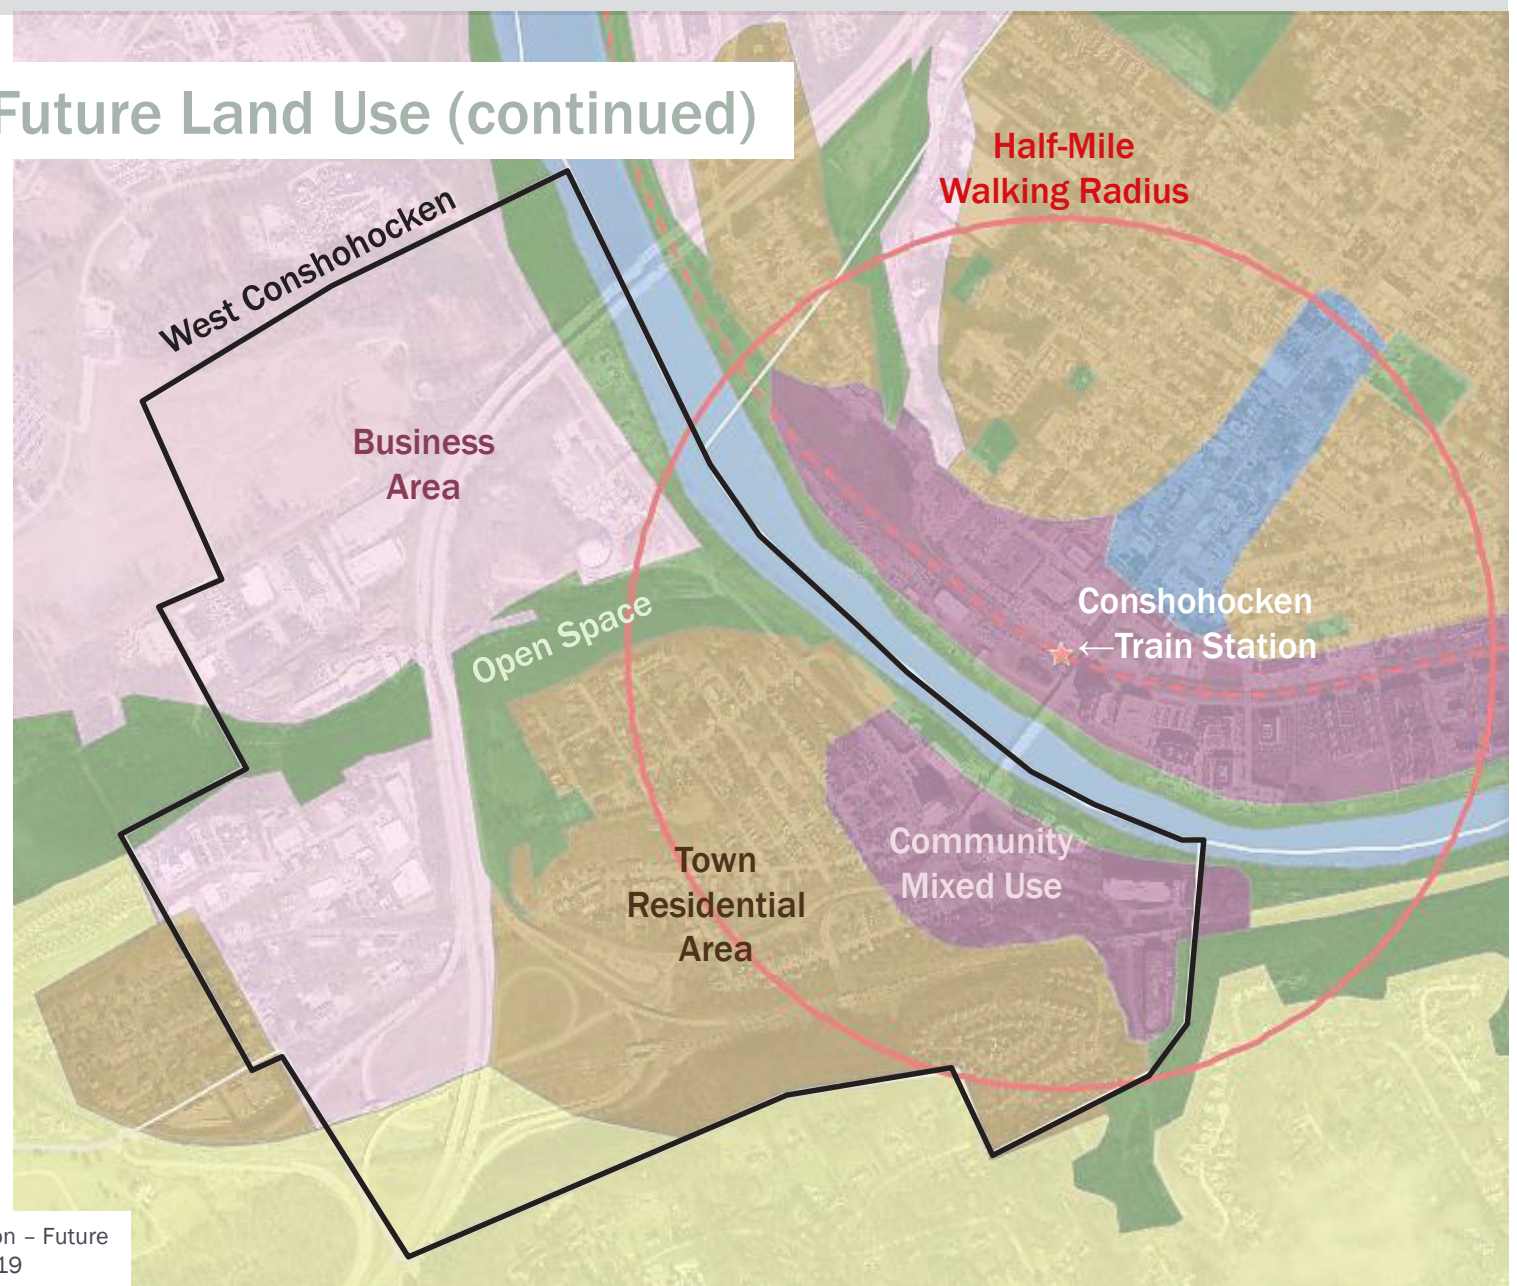 Future Land Use (continued)
Half-Mile
Walking Radius
West Conshohocken
Business
Area
Open Space
Conshohocken
←Train Station
Community
Mixed Use
Town
Residential
Area
on – Future
19